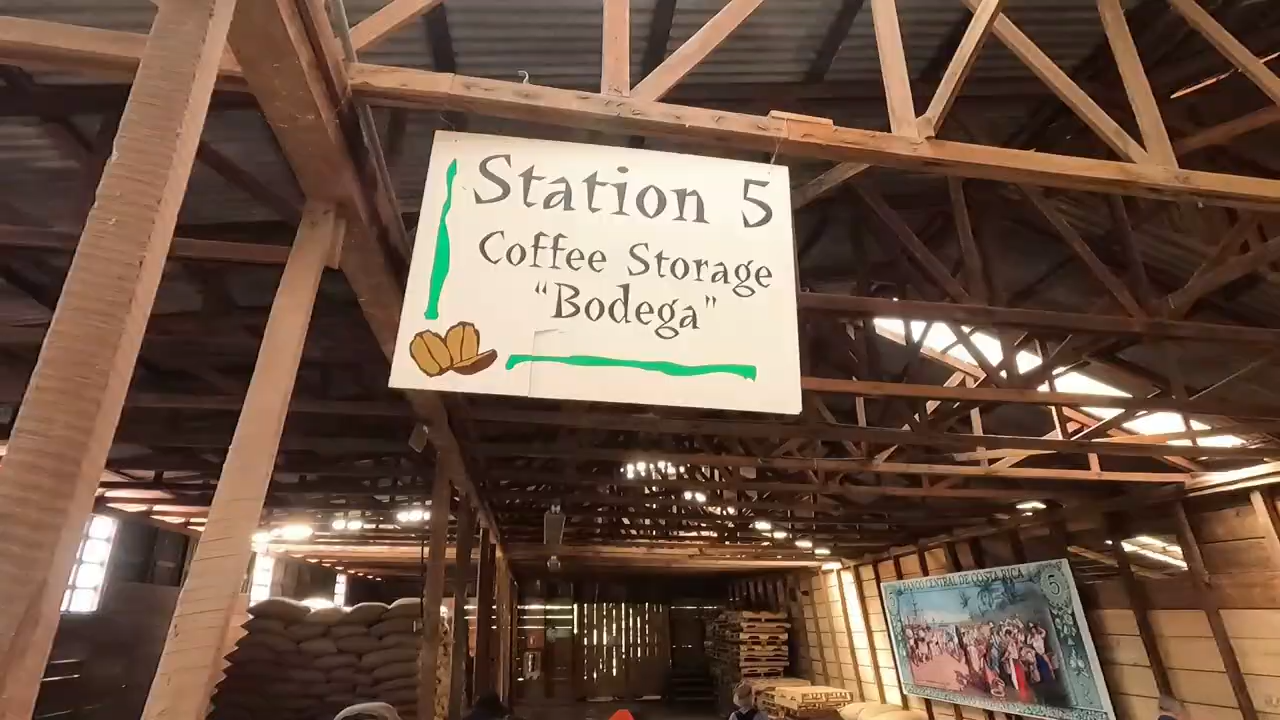 Station 5
Coffee Storage
“Bodega”
BANCO CENTRAL DE COSTA RICA
5